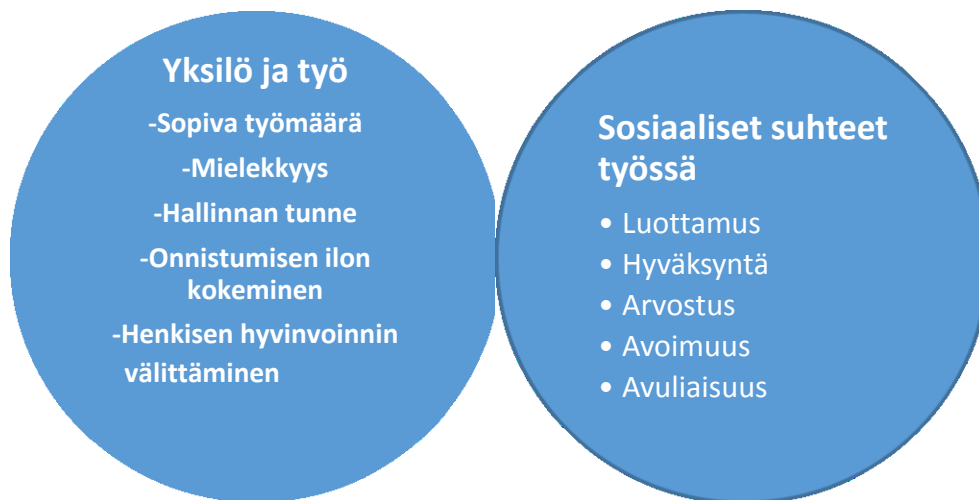 Yksilö ja työ
-Sopiva työmäärä
-Mielekkyys
-Hallinnan tunne
-Onnistumisen ilon
kokeminen
-Henkisen hyvinvoinnin
välittäminen
Sosiaaliset suhteet
työssä
• Luottamus
• Hyväksyntä
• Arvostus
• Avoimuus
• Avuliaisuus